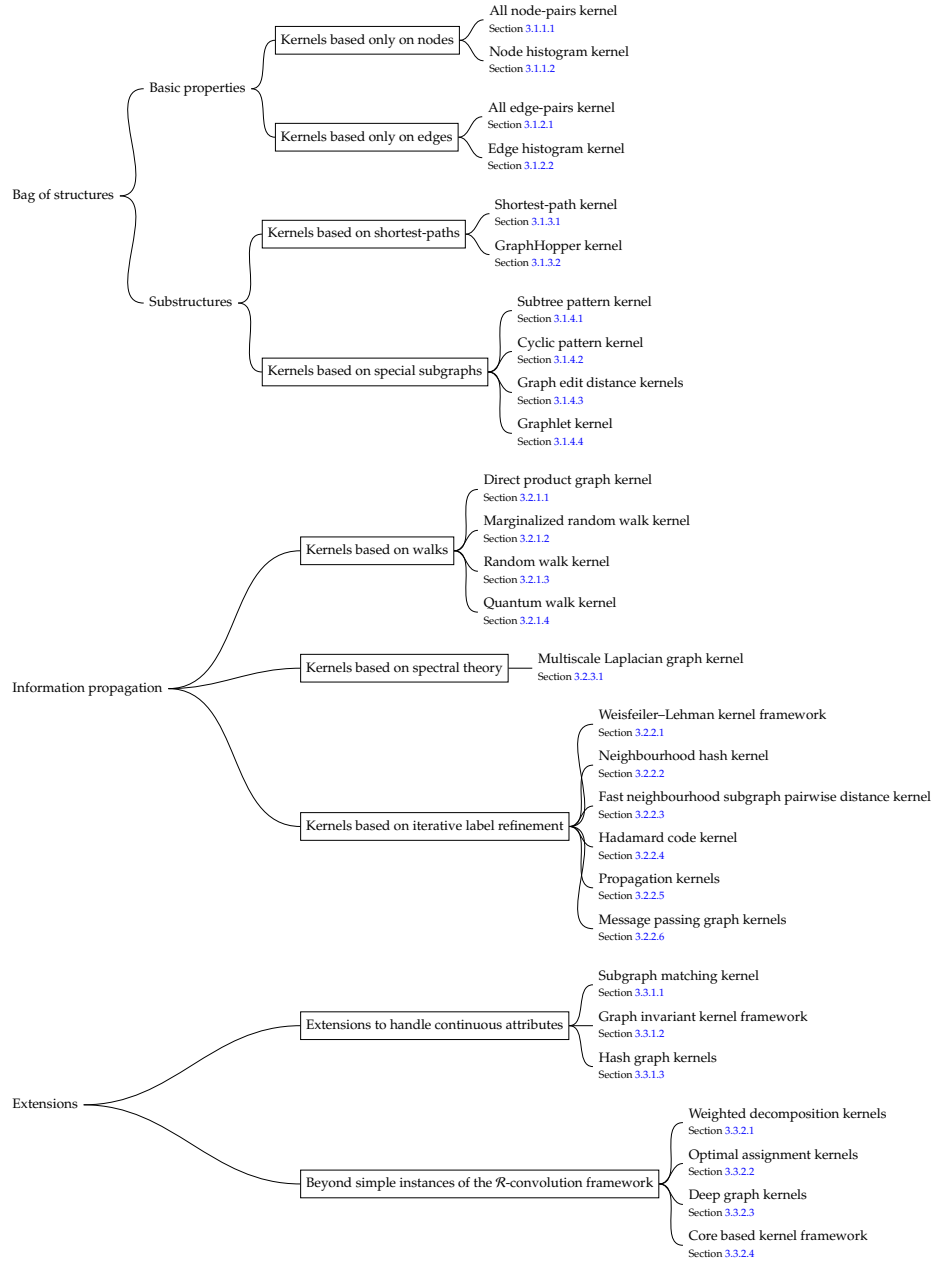 Bag of structures
Basic properties
Kernels based only on nodes
All node-pairs kernel
Section 3.1.1.1
Node histogram kernel
Section 3.1.1.2
Kernels based only on edges
All edge-pairs kernel
Section 3.1.2.1
Edge histogram kernel
Section 3.1.2.2
Substructures
Kernels based on shortest-paths
Shortest-path kernel
Section 3.1.3.1
GraphHopper kernel
Section 3.1.3.2
Kernels based on special subgraphs
Subtree pattern kernel
Section 3.1.4.1
Cyclic pattern kernel
Section 3.1.4.2
Graph edit distance kernels
Section 3.1.4.3
Graphlet kernel
Section 3.1.4.4
Information propagation
Kernels based on walks
Direct product graph kernel
Section 3.2.1.1
Marginalized random walk kernel
Section 3.2.1.2
Random walk kernel
Section 3.2.1.3
Quantum walk kernel
Section 3.2.1.4
Kernels based on spectral theory
Multiscale Laplacian graph kernel
Section 3.2.3.1
Kernels based on iterative label refinement
Weisfeiler–Lehman kernel framework
Section 3.2.2.1
Neighbourhood hash kernel
Section 3.2.2.2
Fast neighbourhood subgraph pairwise distance kernel
Section 3.2.2.3
Hadamard code kernel
Section 3.2.2.4
Propagation kernels
Section 3.2.2.5
Message passing graph kernels
Section 3.2.2.6
Extensions
Extensions to handle continuous attributes
Subgraph matching kernel
Section 3.3.1.1
Graph invariant kernel framework
Section 3.3.1.2
Hash graph kernels
Section 3.3.1.3
Beyond simple instances of the ℛ-convolution framework
Weighted decomposition kernels
Section 3.3.2.1
Optimal assignment kernels
Section 3.3.2.2
Deep graph kernels
Section 3.3.2.3
Core based kernel framework
Section 3.3.2.4